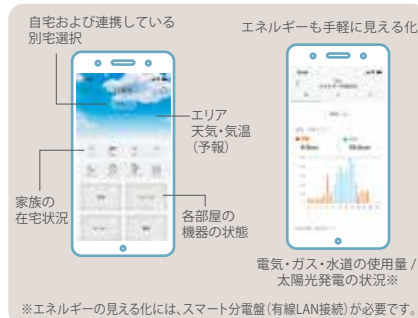 自宅および連携している
別宅選択
エリア
天気・気温
(予報)
家族の
在宅状況
各部屋の
機器の状態
エネルギーも手軽に見える化
電気・ガス・水道の使用量 /
太陽光発電の状況※
※エネルギーの見える化には、スマート分電盤(有線LAN接続)が必要です。